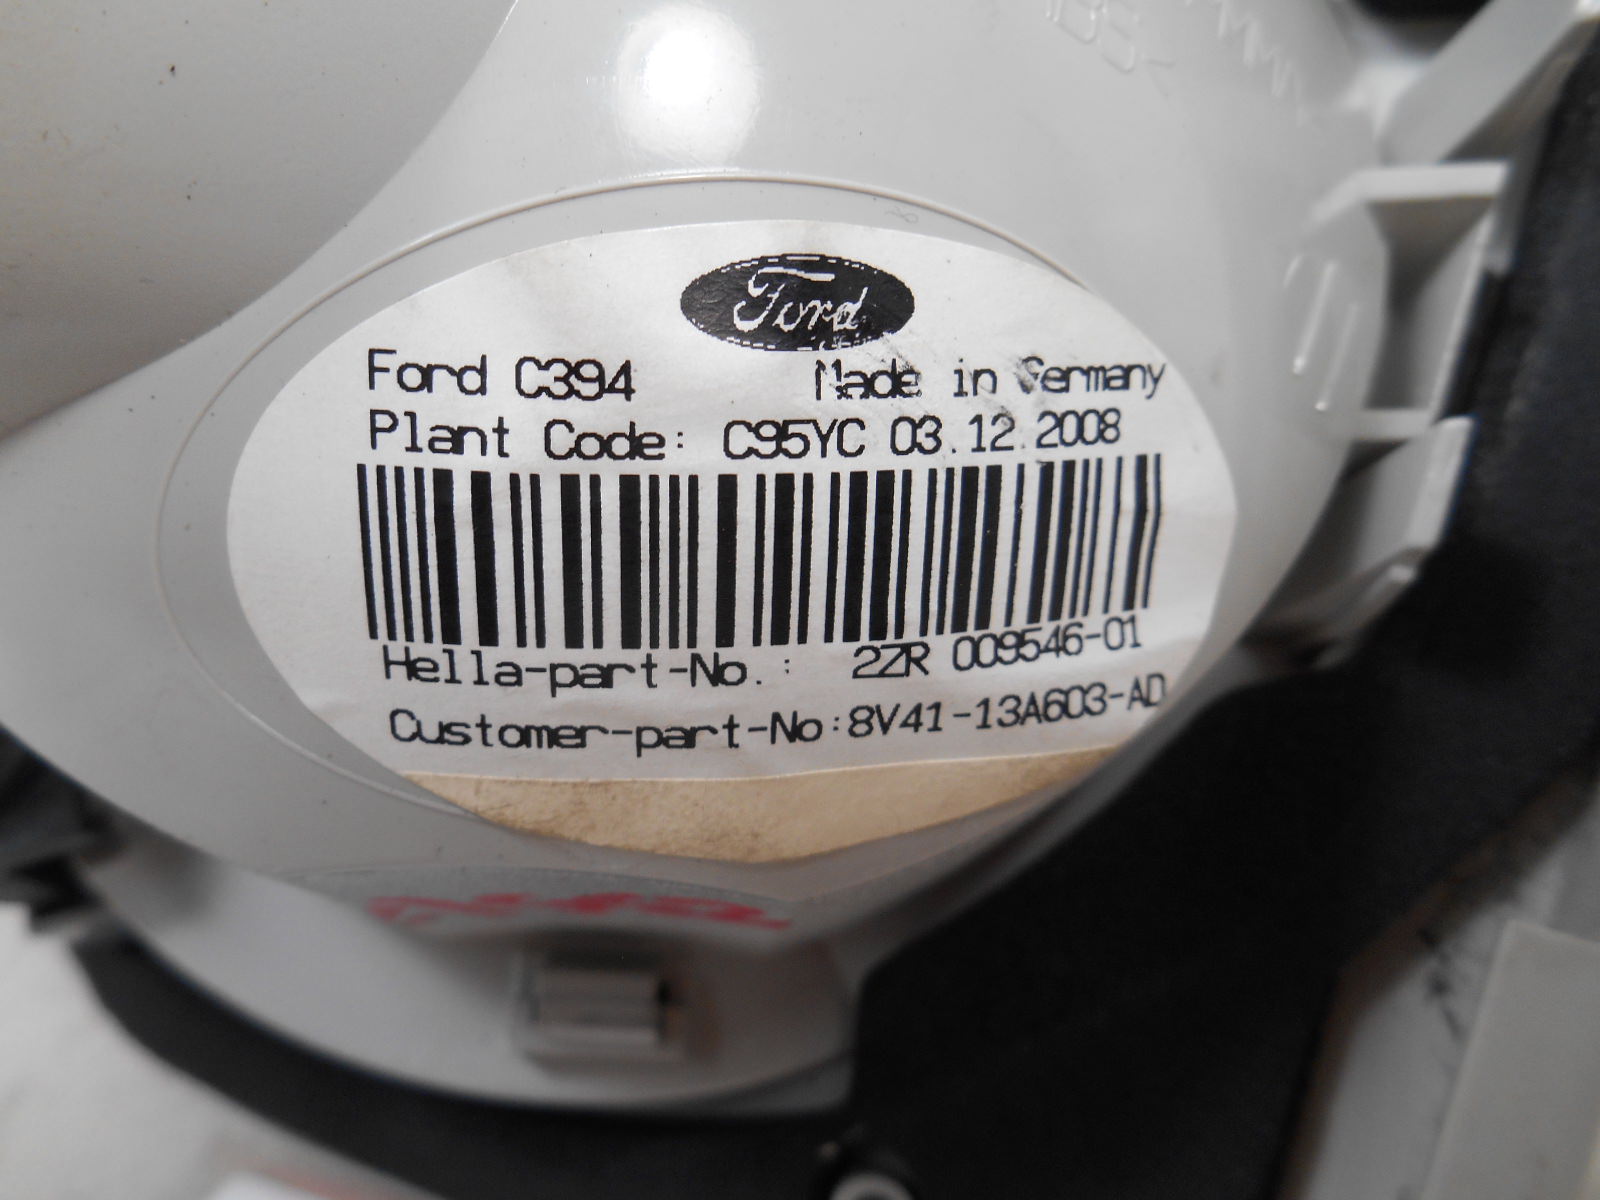 Ford
Ford C394 Made in Germany
Plant Code: C95YC 03.12.2008
Hella-part-No.: 2ZR 009546-01
Customer-part-No:8V41-13A603-AD